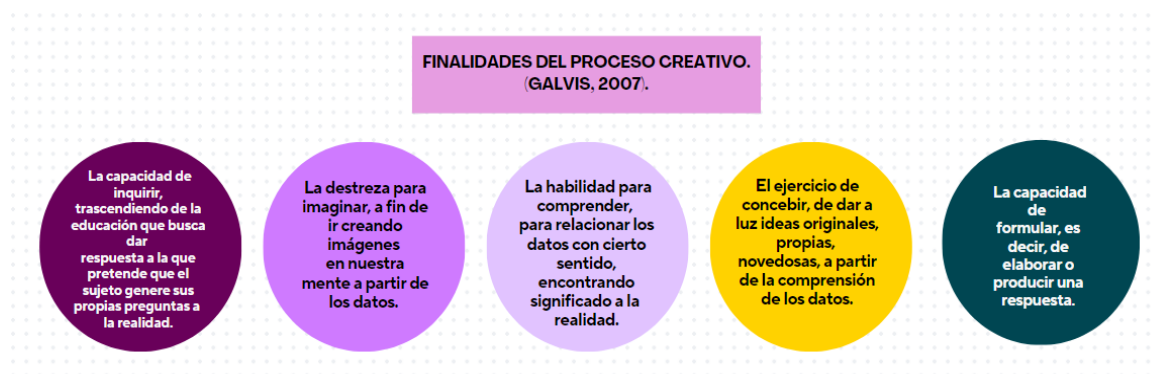 FINALIDADES DEL PROCESO CREATIVO.
(GALVIS, 2007).
La capacidad de
inquirir,
trascendiendo de la
educación que busca
dar
respuesta a la que
pretende que el
sujeto genere sus
propias preguntas a
la realidad.
La destreza para
imaginar, a fin de
ir creando
imágenes
en nuestra
mente a partir de
los datos.
La habilidad para
comprender,
para relacionar los
datos con cierto
sentido,
encontrando
significado a la
realidad.
El ejercicio de
concebir, de dar a
luz ideas originales,
propias,
novedosas, a partir
de la comprensión
de los datos.
La capacidad
de
formular, es
decir, de
elaborar o
producir una
respuesta.